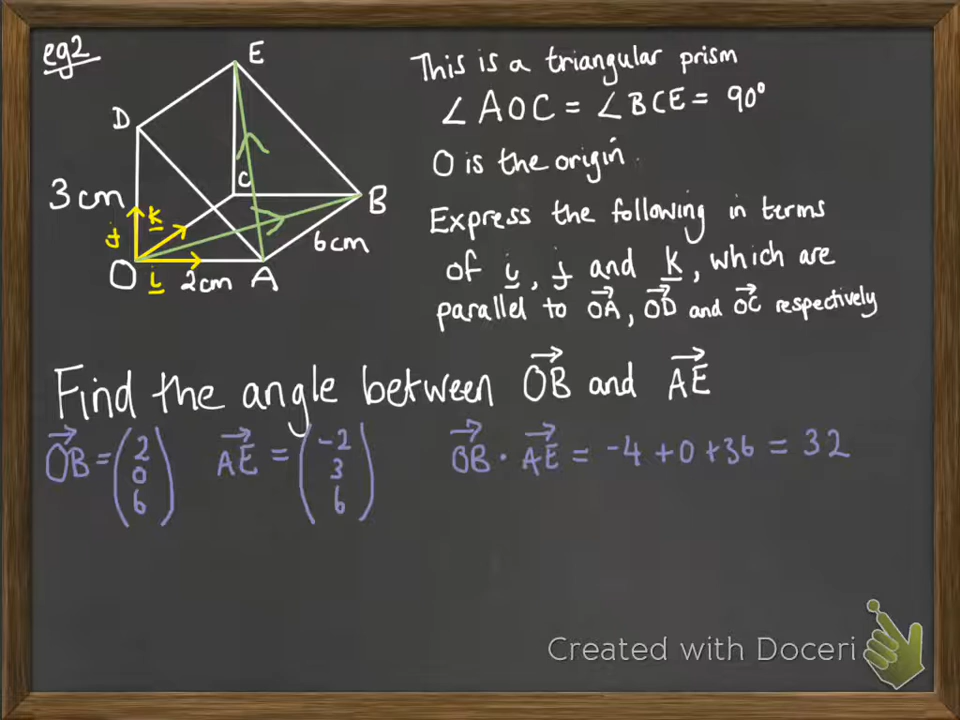 eg2
E
D
3cm
C
B
k
j
6cm
O
i
2cm
A
This is a triangular prism
∠AOC = ∠BCE = 90°
O is the origin.
Express the following in terms
of i, j and k, which are
parallel to OA, OD and OC respectively
Find the angle between OB and AE
OB = (2 0 6) AE = (-2 3 6) OB · AE = -4 + 0 + 36 = 32
Created with Doceri